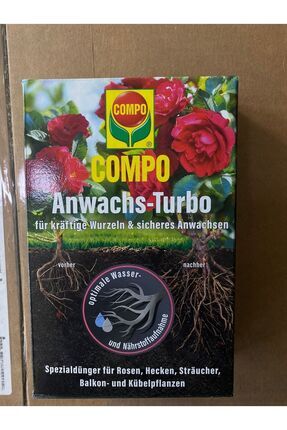 COMPO
®
COMPO
Anwachs-Turbo
für kräftige Wurzeln & sicheres Anwachsen
vorher
nachher
optimale Wasser-
und Nährstoffaufnahme
Spezialdünger für Rosen, Hecken, Sträucher,
Balkon- und Kübelpflanzen